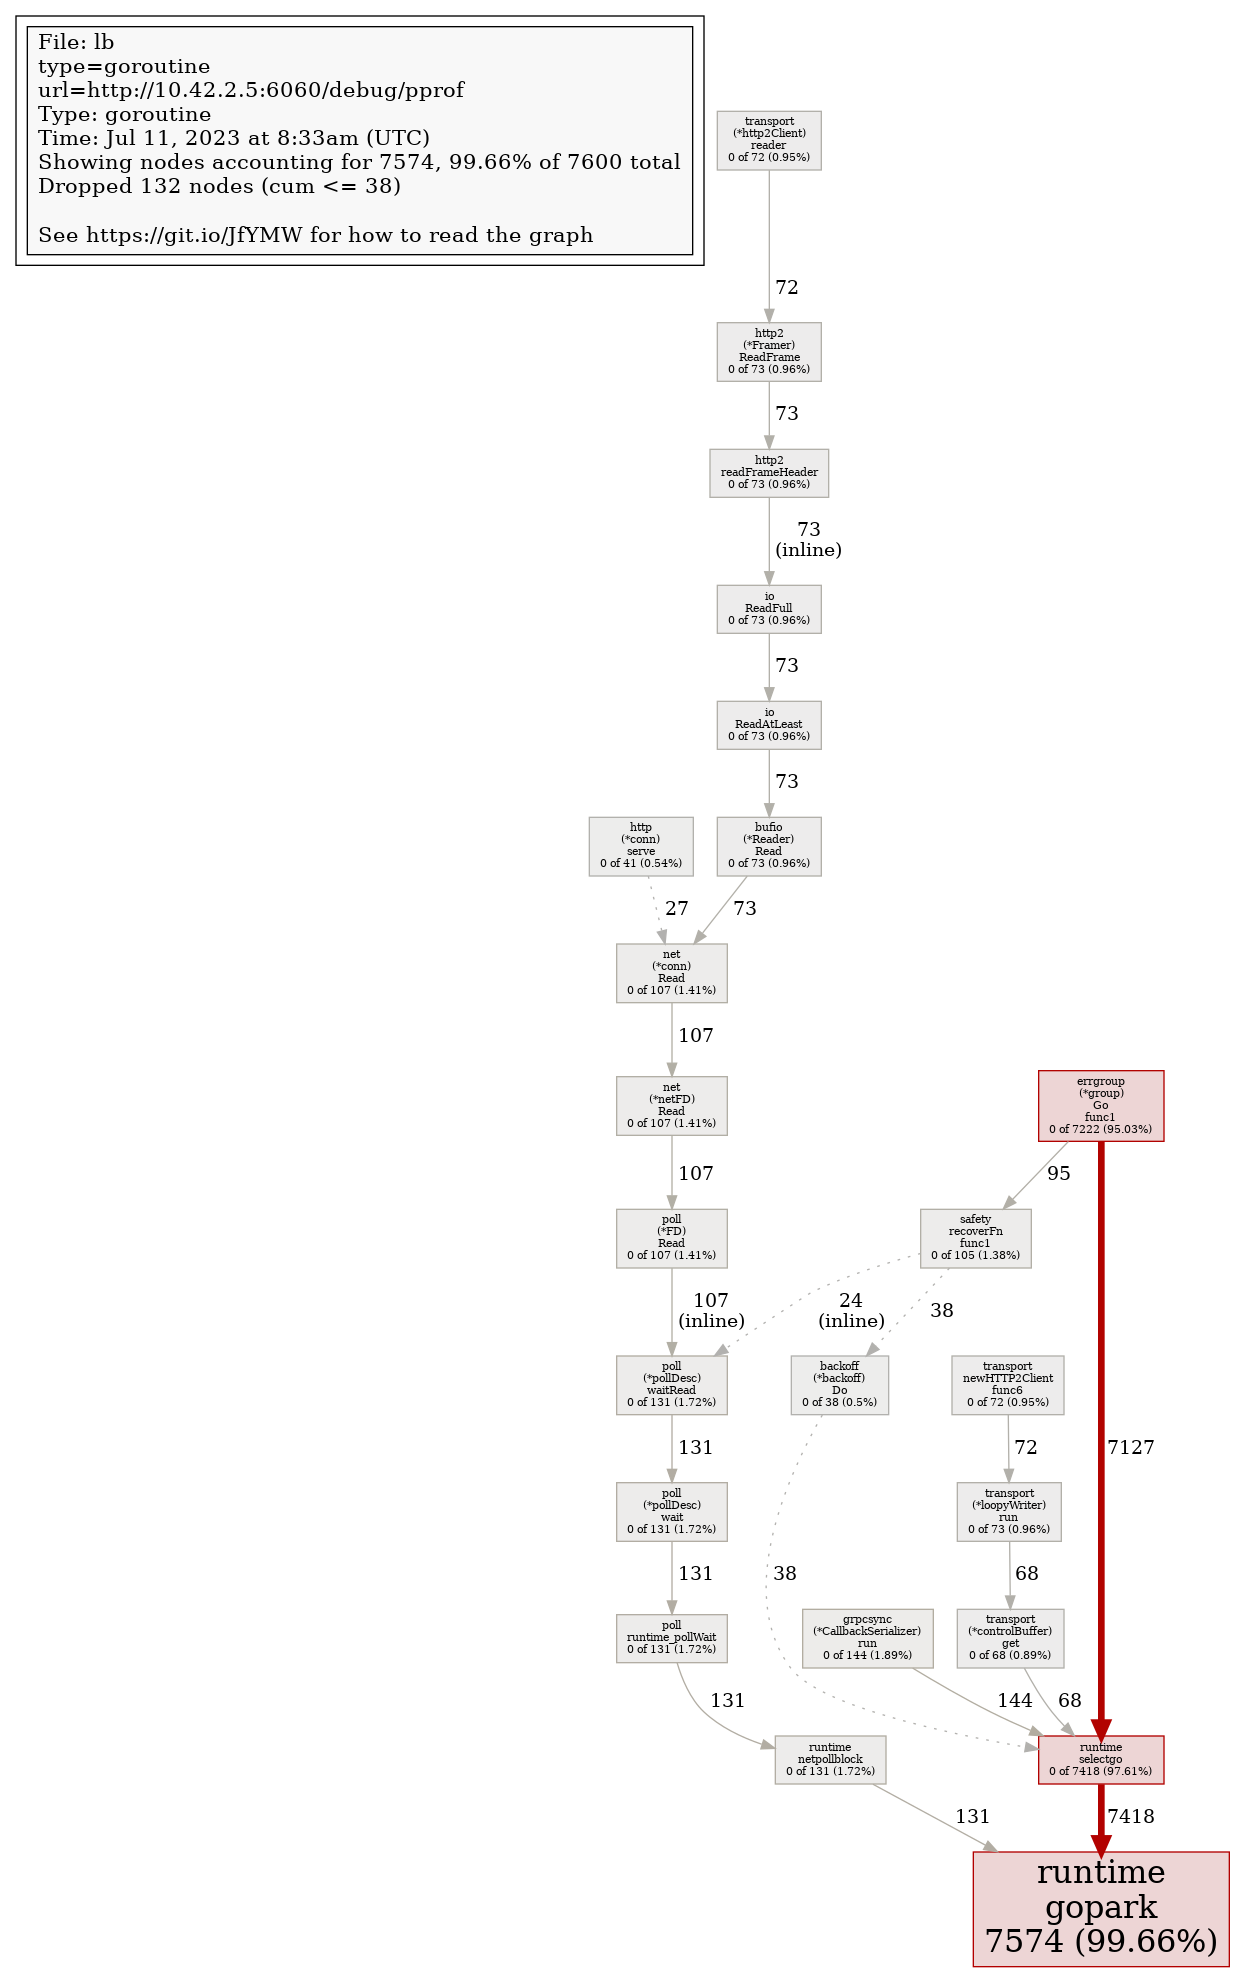 File: lb
type=goroutine
url=http://10.42.2.5:6060/debug/pprof
Type: goroutine
Time: Jul 11, 2023 at 8:33am (UTC)
Showing nodes accounting for 7574, 99.66% of 7600 total
Dropped 132 nodes (cum <= 38)
See https://git.io/JfYMW for how to read the graph
transport
(*http2Client)
reader
0 of 72 (0.95%)
72
http2
(*Framer)
ReadFrame
0 of 73 (0.96%)
73
http2
readFrameHeader
0 of 73 (0.96%)
73
(inline)
io
ReadFull
0 of 73 (0.96%)
73
io
ReadAtLeast
0 of 73 (0.96%)
73
http
(*conn)
serve
0 of 41 (0.54%)
bufio
(*Reader)
Read
0 of 73 (0.96%)
27
73
net
(*conn)
Read
0 of 107 (1.41%)
107
net
(*netFD)
Read
0 of 107 (1.41%)
errgroup
(*group)
Go
func1
0 of 7222 (95.03%)
107
95
poll
(*FD)
Read
0 of 107 (1.41%)
safety
recoverFn
func1
0 of 105 (1.38%)
107
(inline)
24
(inline)
38
poll
(*pollDesc)
waitRead
0 of 131 (1.72%)
backoff
(*backoff)
Do
0 of 38 (0.5%)
transport
newHTTP2Client
func6
0 of 72 (0.95%)
131
72
7127
poll
(*pollDesc)
wait
0 of 131 (1.72%)
transport
(*loopyWriter)
run
0 of 73 (0.96%)
131
38
68
poll
runtime_pollWait
0 of 131 (1.72%)
grpcsync
(*CallbackSerializer)
run
0 of 144 (1.89%)
transport
(*controlBuffer)
get
0 of 68 (0.89%)
131
144
68
runtime
netpollblock
0 of 131 (1.72%)
runtime
selectgo
0 of 7418 (97.61%)
131
7418
runtime
gopark
7574 (99.66%)